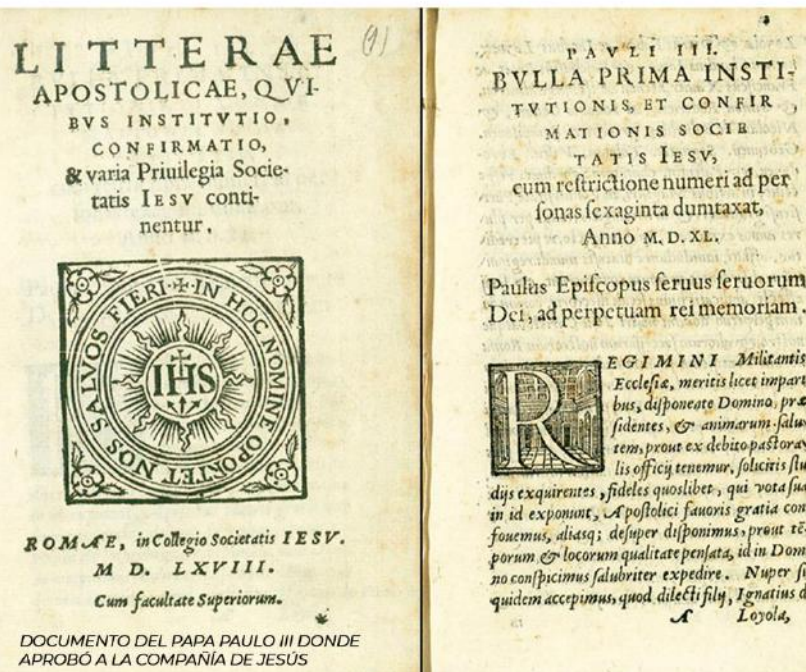 LITTERAE
APOSTOLICAE, QVI-
BVS INSTITVTIO,
CONFIRMATIO,
& varia Priuilegia Socie-
tatis IESV conti-
nentur.
IN HOC NOMINE OPORTET NOS SALVOS FIERI
IHS
ROMAE, in Collegio Societatis IESV.
M D. LXVIII.
Cum facultate Superiorum.
DOCUMENTO DEL PAPA PAULO III DONDE
APROBÓ A LA COMPAÑÍA DE JESÚS
PAVLI III.
BVLLA PRIMA INSTI-
TVTIONIS, ET CONFIR
MATIONIS SOCIE
TATIS IESV,
cum reſtrictione numeri ad per
ſonas ſexaginta dumtaxat,
Anno M. D. XL.
Paulus Epiſcopus ſeruus ſeruorum
Dei, ad perpetuam rei memoriam.
REGIMINI Militantis
Eccleſiæ, meritis licet impari
bus, diſponente Domino, præ
ſidentes, & animarum ſalu
tem, prout ex debito paſtora
lis officij tenemur, ſolicitis ſtu
dijs exquirentes, fideles quoslibet, qui vota ſua
in id exponunt, Apoſtolici fauoris gratia con
fouemus, aliasq; deſuper diſponimus, prout tē
porum & locorum qualitate penſata, id in Domi
no conſpicimus ſalubriter expedire. Nuper ſi
quidem accepimus, quod dilecti filij, Ignatius d
A Loyola,